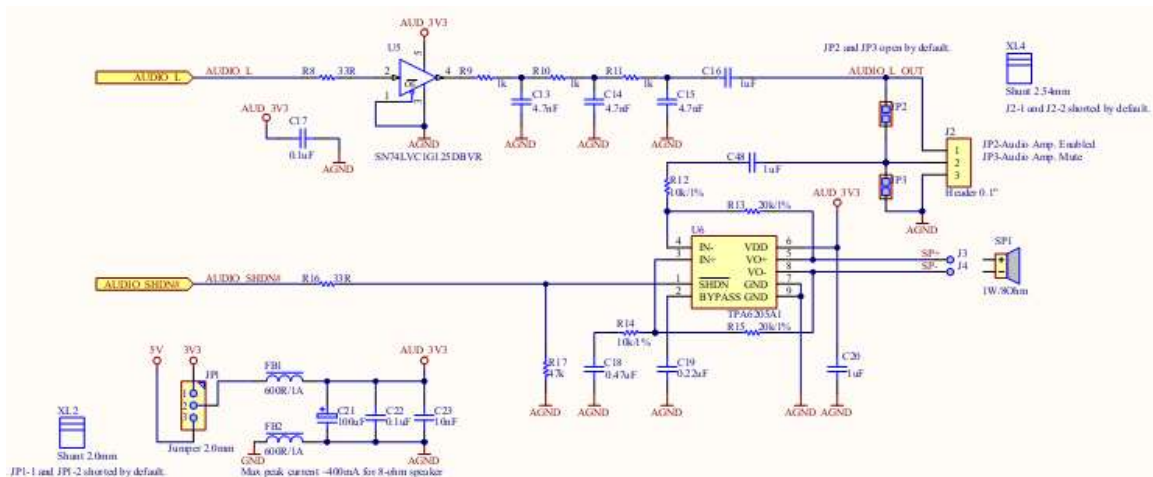 AUD_3V3
U5
JP2 and JP3 open by default.
XL4
AUDIO_L
AUDIO_L
R8
33R
2
4
5
R9
1k
R10
1k
R11
1k
C16
1uF
AUDIO_L_OUT
Shunt 2.54mm
OE
1
3
J2-1 and J2-2 shorted by default.
AUD_3V3
C17
0.1uF
C13
4.7nF
C14
4.7nF
C15
4.7nF
JP2
J2
AGND
AGND
AGND
AGND
AGND
SN74LVC1G125DBVR
1
2
3
JP2-Audio Amp. Enabled
JP3-Audio Amp. Mute
C48
1uF
JP3
Header 0.1"
R12
10k/1%
AUD_3V3
R13
20k/1%
AGND
U6
4
IN-
VDD
6
3
IN+
VO+
5
VO-
8
1
SHDN
GND
7
2
BYPASS
GND
9
TPA6205A1
SP+
J3
SP-
J4
SP1
1W/8Ohm
AUDIO_SHDN#
AUDIO_SHDN#
R16
33R
R14
10k/1%
R15
20k/1%
R17
47k
C18
0.47uF
C19
0.22uF
C20
1uF
AGND
AGND
AGND
AGND
AGND
5V
3V3
JP1
1
2
3
FB1
600R/1A
AUD_3V3
C21
100uF
C22
0.1uF
C23
10nF
XL2
Shunt 2.0mm
Jumper 2.0mm
GND
FB2
600R/1A
AGND
JP1-1 and JP1-2 shorted by default.
Max peak current ~400mA for 8-ohm speaker